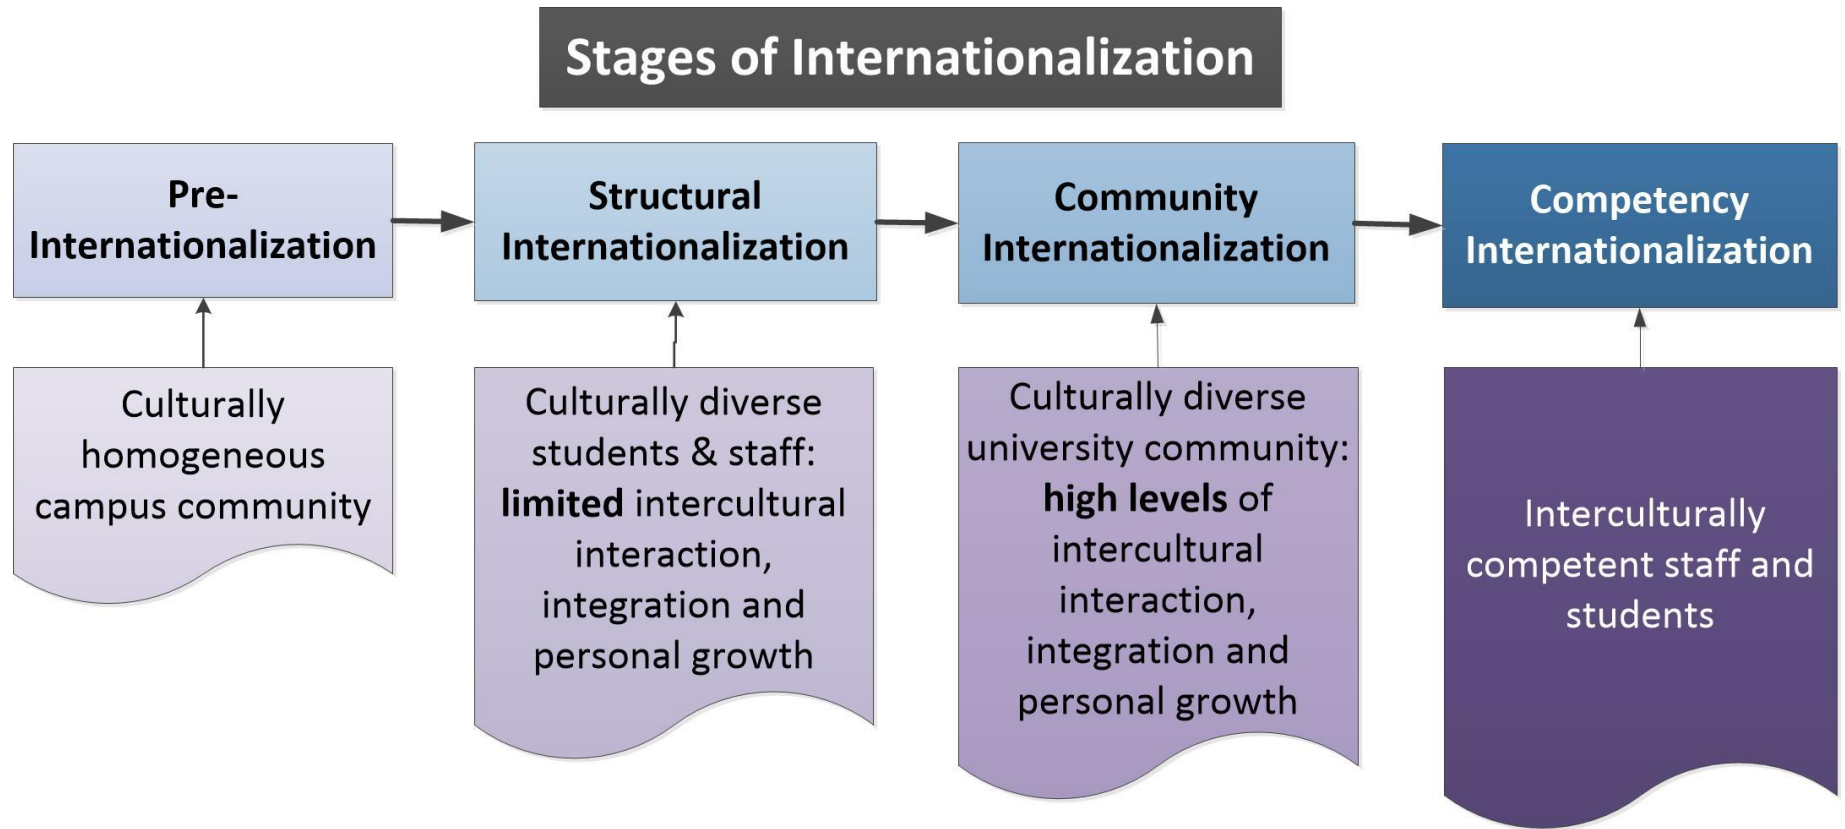 Stages of Internationalization
Pre-
Internationalization
Structural
Internationalization
Community
Internationalization
Competency
Internationalization
Culturally
homogeneous
campus community
Culturally diverse
students & staff:
limited intercultural
interaction,
integration and
personal growth
Culturally diverse
university community:
high levels of
intercultural
interaction,
integration and
personal growth
Interculturally
competent staff and
students